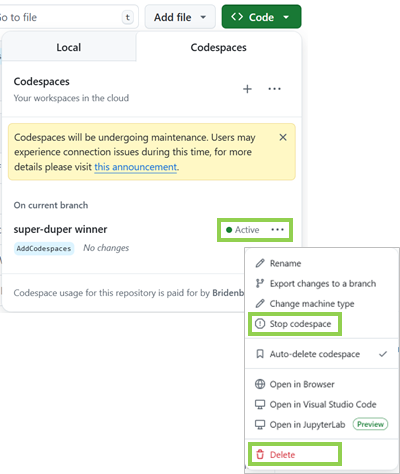 Go to file
t
Add file
Code
Local
Codespaces
Codespaces
Your workspaces in the cloud
Codespaces will be undergoing maintenance. Users may
experience connection issues during this time, for more
details please visit this announcement.
On current branch
super-duper winner
Active
AddCodespaces
No changes
Codespace usage for this repository is paid for by
Rename
Export changes to a branch
Change machine type
Stop codespace
Auto-delete codespace
Open in Browser
Open in Visual Studio Code
Open in JupyterLab
Preview
Delete